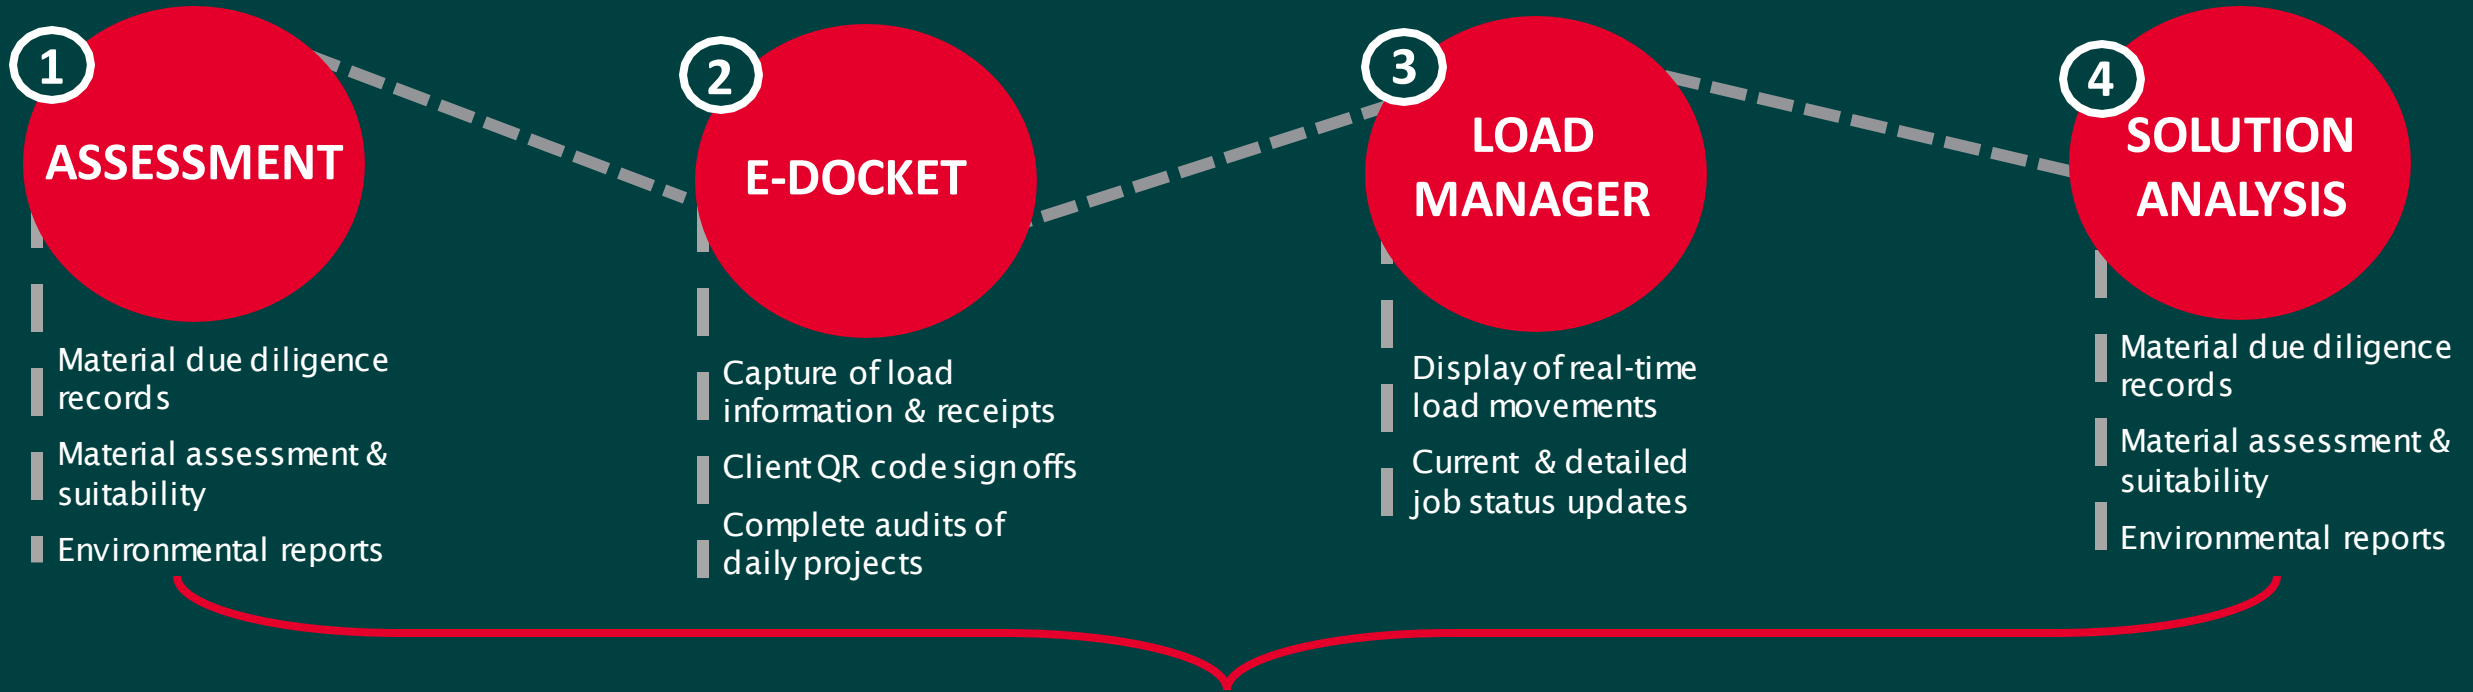 1
ASSESSMENT
Material due diligence
records
Material assessment &
suitability
Environmental reports
2
E-DOCKET
Capture of load
information & receipts
Client QR code sign offs
Complete audits of
daily projects
3
LOAD
MANAGER
Display of real-time
load movements
Current & detailed
job status updates
4
SOLUTION
ANALYSIS
Material due diligence
records
Material assessment &
suitability
Environmental reports